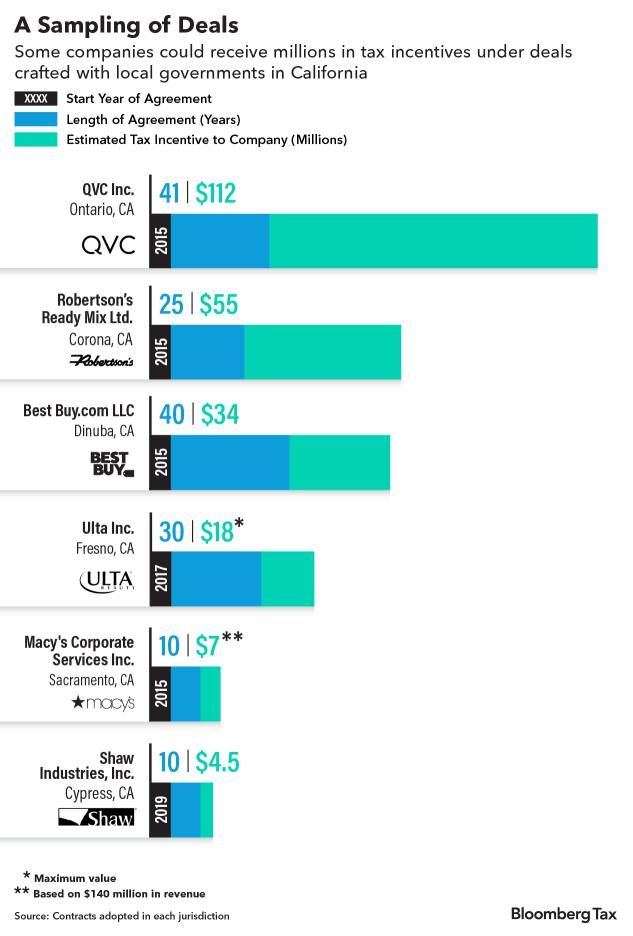 A Sampling of Deals
Some companies could receive millions in tax incentives under deals
crafted with local governments in California
XXXX Start Year of Agreement
Length of Agreement (Years)
Estimated Tax Incentive to Company (Millions)
QVC Inc.
Ontario, CA
QVC
2015
41 | $112
Robertson's
Ready Mix Ltd.
Corona, CA
Robertson's
2015
25 | $55
Best Buy.com LLC
Dinuba, CA
BEST
BUY
2015
40 | $34
Ulta Inc.
Fresno, CA
ULTA
BEAUTY
2017
30 | $18*
Macy's Corporate
Services Inc.
Sacramento, CA
★macy's
2015
10 | $7**
Shaw
Industries, Inc.
Cypress, CA
Shaw
2019
10 | $4.5
* Maximum value
** Based on $140 million in revenue
Source: Contracts adopted in each jurisdiction
Bloomberg Tax